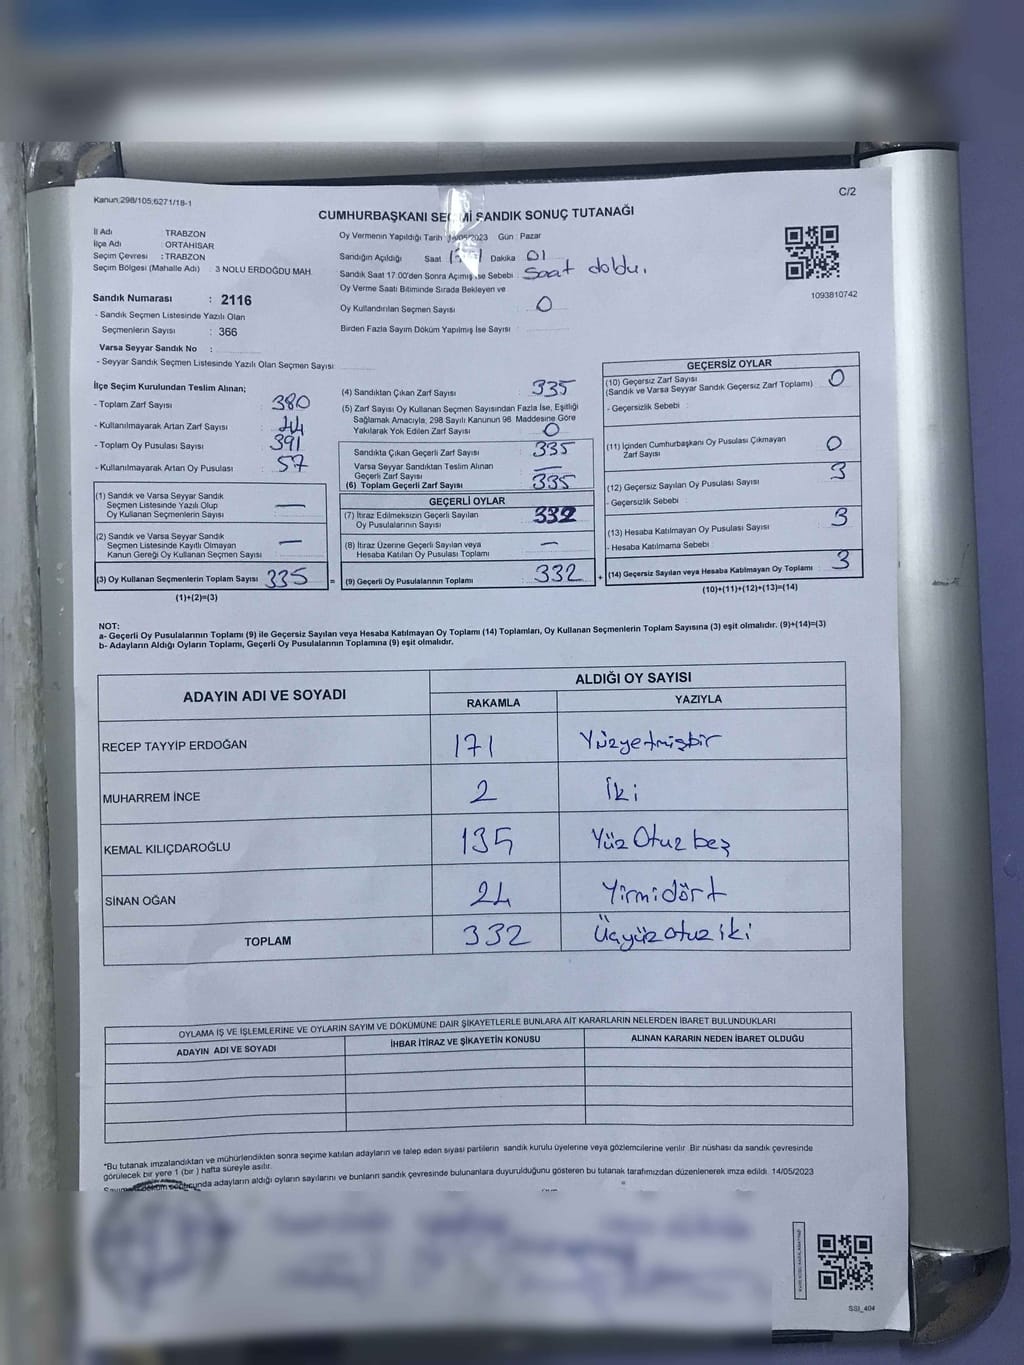 Kanun;298/105;6271/18-1
C/2
CUMHURBAŞKANI SEÇİMİ SANDIK SONUÇ TUTANAĞI
İl Adı : TRABZON
İlçe Adı : ORTAHİSAR
Seçim Çevresi : TRABZON
Seçim Bölgesi (Mahalle Adı) : 3 NOLU ERDOĞDU MAH.
Oy Vermenin Yapıldığı Tarih 14/05/2023 Gün : Pazar
Sandığın Açıldığı Saat Dakika 01
Sandık Saat 17:00'den Sonra Açılmış ise Sebebi : Saat doldu.
Oy Verme Saati Bitiminde Sırada Bekleyen ve
Oy Kullandırılan Seçmen Sayısı : 0
Birden Fazla Sayım Döküm Yapılmış İse Sayısı :
1093810742
Sandık Numarası : 2116
- Sandık Seçmen Listesinde Yazılı Olan
Seçmenlerin Sayısı : 366
Varsa Seyyar Sandık No :
- Seyyar Sandık Seçmen Listesinde Yazılı Olan Seçmen Sayısı
İlçe Seçim Kurulundan Teslim Alınan;
- Toplam Zarf Sayısı : 380
- Kullanılmayarak Artan Zarf Sayısı : 44
- Toplam Oy Pusulası Sayısı : 391
- Kullanılmayarak Artan Oy Pusulası : 57
(1) Sandık ve Varsa Seyyar Sandık
Seçmen Listesinde Yazılı Olup
Oy Kullanan Seçmenlerin Sayısı : —
(2) Sandık ve Varsa Seyyar Sandık
Seçmen Listesinde Kayıtlı Olmayan
Kanun Gereği Oy Kullanan Seçmen Sayısı : —
(3) Oy Kullanan Seçmenlerin Toplam Sayısı 335
(1)+(2)=(3)
(4) Sandıktan Çıkan Zarf Sayısı : 335
(5) Zarf Sayısı Oy Kullanan Seçmen Sayısından Fazla İse, Eşitliği
Sağlamak Amacıyla, 298 Sayılı Kanunun 98. Maddesine Göre
Yakılarak Yok Edilen Zarf Sayısı : 0
Sandıkta Çıkan Geçerli Zarf Sayısı : 335
Varsa Seyyar Sandıktan Teslim Alınan
Geçerli Zarf Sayısı : —
(6) Toplam Geçerli Zarf Sayısı : 335
GEÇERLİ OYLAR
(7) İtiraz Edilmeksizin Geçerli Sayılan
Oy Pusulalarının Sayısı : 332
(8) İtiraz Üzerine Geçerli Sayılan veya
Hesaba Katılan Oy Pusulası Toplamı : —
= (9) Geçerli Oy Pusulalarının Toplamı : 332 +
GEÇERSİZ OYLAR
(10) Geçersiz Zarf Sayısı
(Sandık ve Varsa Seyyar Sandık Geçersiz Zarf Toplamı) : 0
- Geçersizlik Sebebi :
(11) İçinden Cumhurbaşkanı Oy Pusulası Çıkmayan
Zarf Sayısı : 0
(12) Geçersiz Sayılan Oy Pusulası Sayısı : 3
- Geçersizlik Sebebi :
(13) Hesaba Katılmayan Oy Pusulası Sayısı : 3
- Hesaba Katılmama Sebebi :
(14) Geçersiz Sayılan veya Hesaba Katılmayan Oy Toplamı : 3
(10)+(11)+(12)+(13)=(14)
NOT:
a- Geçerli Oy Pusulalarının Toplamı (9) ile Geçersiz Sayılan veya Hesaba Katılmayan Oy Toplamı (14) Toplamları, Oy Kullanan Seçmenlerin Toplam Sayısına (3) eşit olmalıdır. (9)+(14)=(3)
b- Adayların Aldığı Oyların Toplamı, Geçerli Oy Pusulalarının Toplamına (9) eşit olmalıdır.
ADAYIN ADI VE SOYADI
ALDIĞI OY SAYISI
RAKAMLA YAZIYLA
RECEP TAYYİP ERDOĞAN 171 Yüzyetmişbir
MUHARREM İNCE 2 İki
KEMAL KILIÇDAROĞLU 135 Yüz Otuz beş
SİNAN OĞAN 24 Yirmidört
TOPLAM 332 Üçyüz otuz iki
OYLAMA İŞ VE İŞLEMLERİNE VE OYLARIN SAYIM VE DÖKÜMÜNE DAİR ŞİKAYETLERLE BUNLARA AİT KARARLARIN NELERDEN İBARET BULUNDUKLARI
ADAYIN ADI VE SOYADI İHBAR İTİRAZ VE ŞİKAYETİN KONUSU ALINAN KARARIN NEDEN İBARET OLDUĞU
*Bu tutanak imzalandıktan ve mühürlendikten sonra seçime katılan adayların ve talep eden siyasi partilerin sandık kurulu üyelerine veya gözlemcilerine verilir. Bir nüshası da sandık çevresinde
görülecek bir yere 1 (bir) hafta süreyle asılır.
sonucunda adayların aldığı oyların sayılarını ve bunların sandık çevresinde bulunanlara duyurulduğunu gösteren bu tutanak tarafımızdan düzenlenerek imza edildi. 14/05/2023
SSI_404